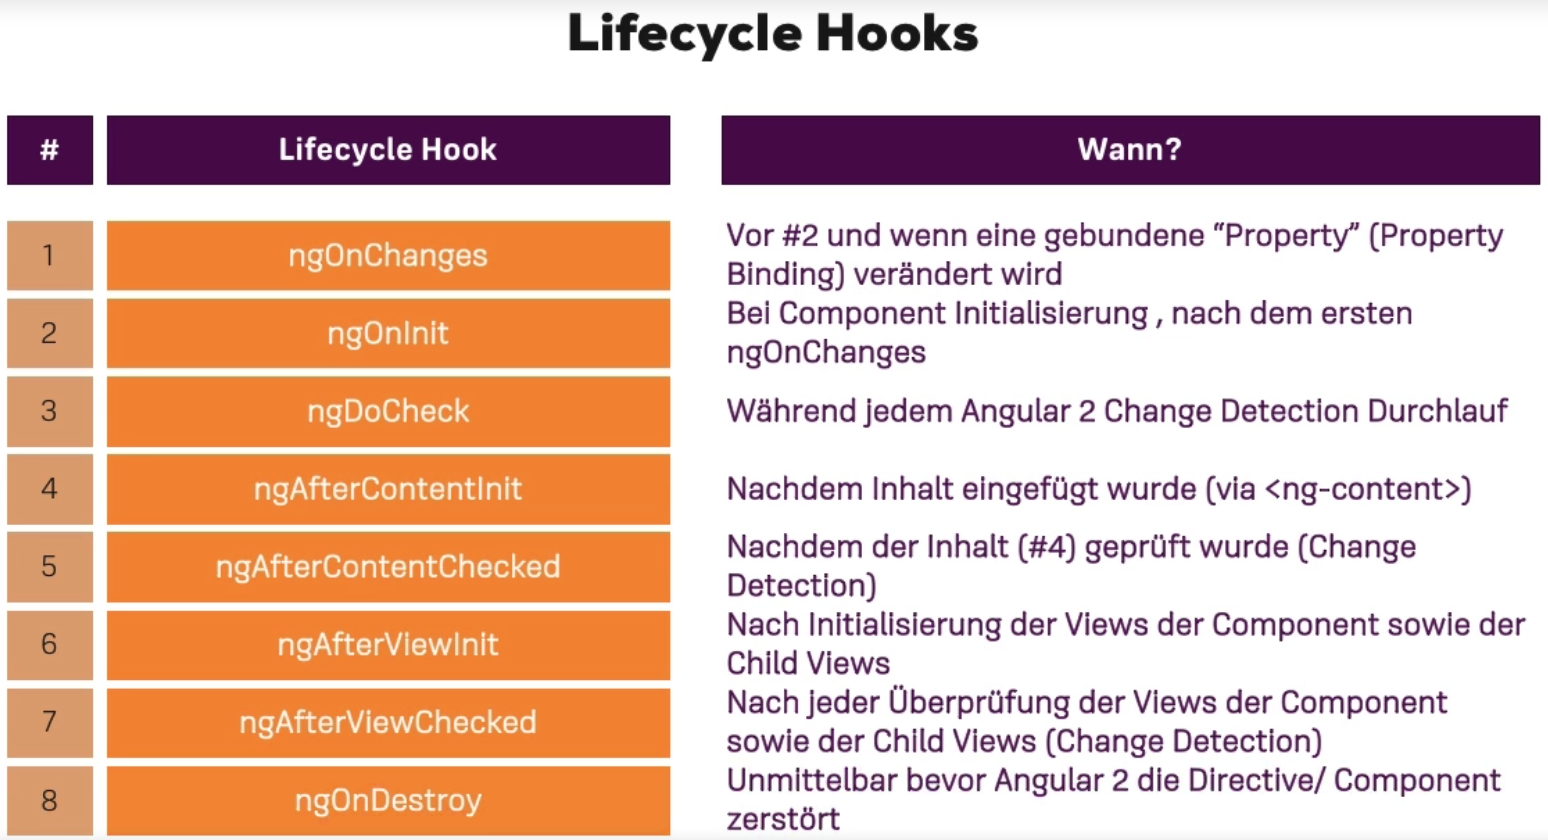 Lifecycle Hooks
# Lifecycle Hook Wann?
1 ngOnChanges Vor #2 und wenn eine gebundene “Property” (Property
Binding) verändert wird
2 ngOnInit Bei Component Initialisierung , nach dem ersten
ngOnChanges
3 ngDoCheck Während jedem Angular 2 Change Detection Durchlauf
4 ngAfterContentInit Nachdem Inhalt eingefügt wurde (via <ng-content>)
5 ngAfterContentChecked Nachdem der Inhalt (#4) geprüft wurde (Change
Detection)
6 ngAfterViewInit Nach Initialisierung der Views der Component sowie der
Child Views
7 ngAfterViewChecked Nach jeder Überprüfung der Views der Component
sowie der Child Views (Change Detection)
8 ngOnDestroy Unmittelbar bevor Angular 2 die Directive/ Component
zerstört